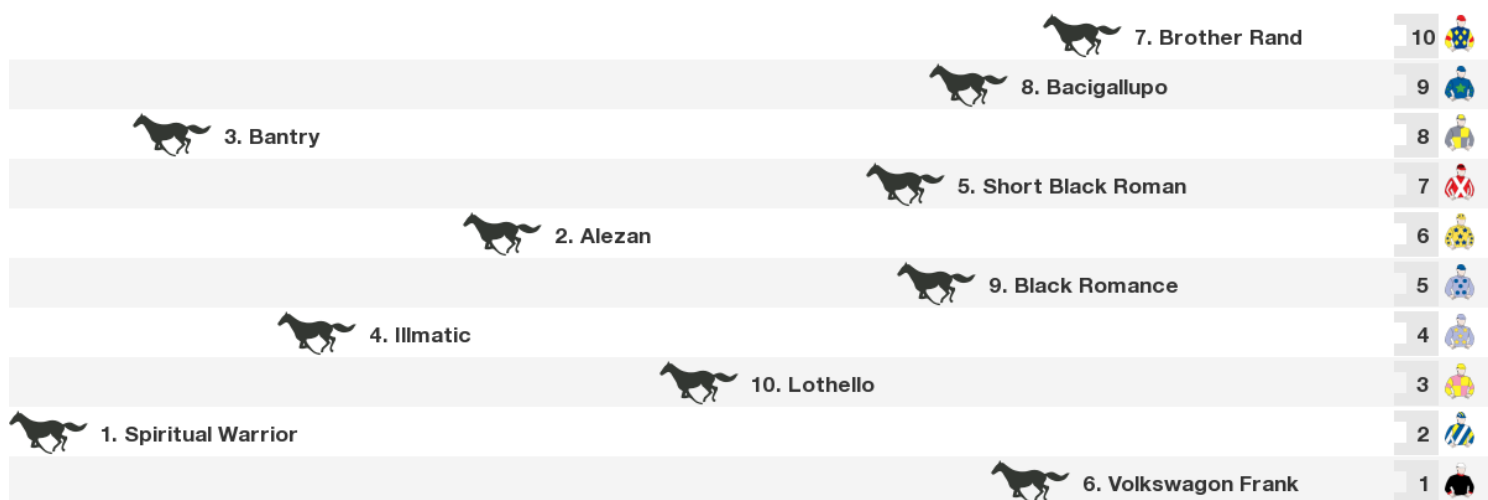 7. Brother Rand 10
8. Bacigallupo 9
3. Bantry 8
5. Short Black Roman 7
2. Alezan 6
9. Black Romance 5
4. Illmatic 4
10. Lothello 3
1. Spiritual Warrior 2
6. Volkswagon Frank 1